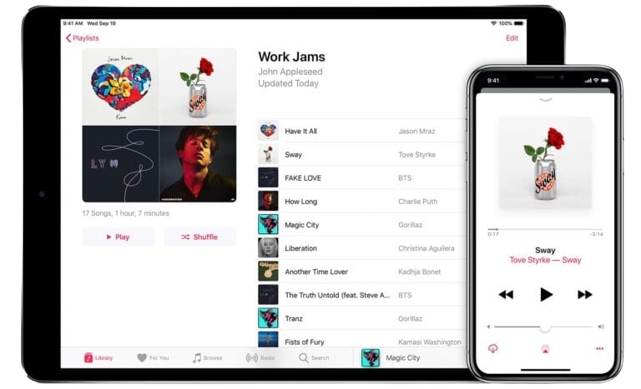 9:41 AM Wed Sep 19
100%
Playlists
Edit
Jason Mraz
Know.
Sway
LY 轉
Work Jams
John Appleseed
Updated Today
17 Songs, 1 hour, 7 minutes
Play
Shuffle
Have It All Jason Mraz
Sway Tove Styrke
FAKE LOVE BTS
How Long Charlie Puth
Magic City Gorillaz
Liberation Christina Aguilera
Another Time Lover Kadhja Bonet
The Truth Untold (feat. Steve A... BTS
Tranz Gorillaz
Fists of Fury Kamasi Washington
Library
For You
Browse
Radio
Search
Magic City
9:41
Sway
0:17
-3:14
Sway
Tove Styrke — Sway